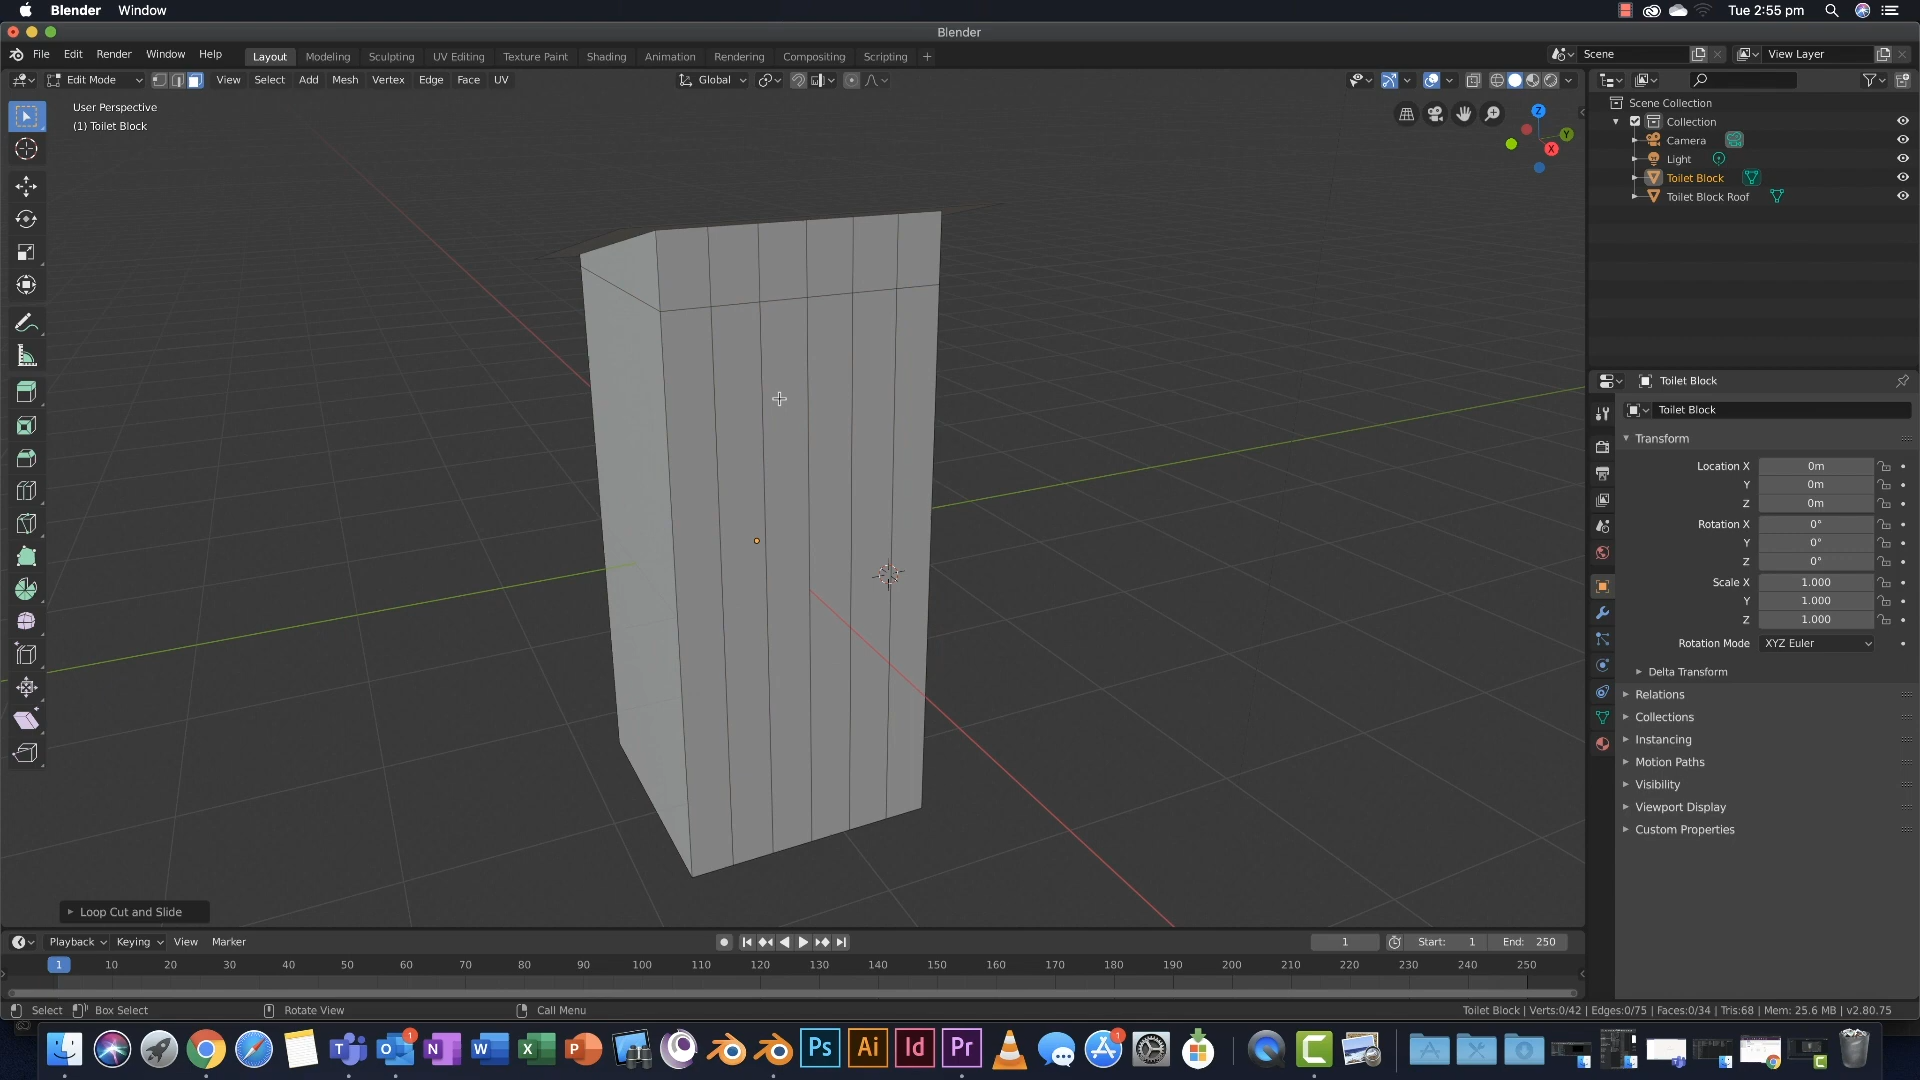 Blender Window
Tue 2:55 pm
Blender
File Edit Render Window Help
Layout Modeling Sculpting UV Editing Texture Paint Shading Animation Rendering Compositing Scripting +
Scene
View Layer
Edit Mode
View Select Add Mesh Vertex Edge Face UV
Global
User Perspective
(1) Toilet Block
Z
Y
X
Scene Collection
Collection
Camera
Light
Toilet Block
Toilet Block Roof
Toilet Block
Toilet Block
Transform
Location X 0m
Y 0m
Z 0m
Rotation X 0°
Y 0°
Z 0°
Scale X 1.000
Y 1.000
Z 1.000
Rotation Mode XYZ Euler
Delta Transform
Relations
Collections
Instancing
Motion Paths
Visibility
Viewport Display
Custom Properties
Loop Cut and Slide
Playback Keying View Marker
1 Start: 1 End: 250
1 10 20 30 40 50 60 70 80 90 100 110 120 130 140 150 160 170 180 190 200 210 220 230 240 250
Select Box Select Rotate View Call Menu
Toilet Block | Verts:0/42 | Edges:0/75 | Faces:0/34 | Tris:68 | Mem: 25.6 MB | v2.80.75
T O 1 N W X P Ps Ai Id Pr 1 C